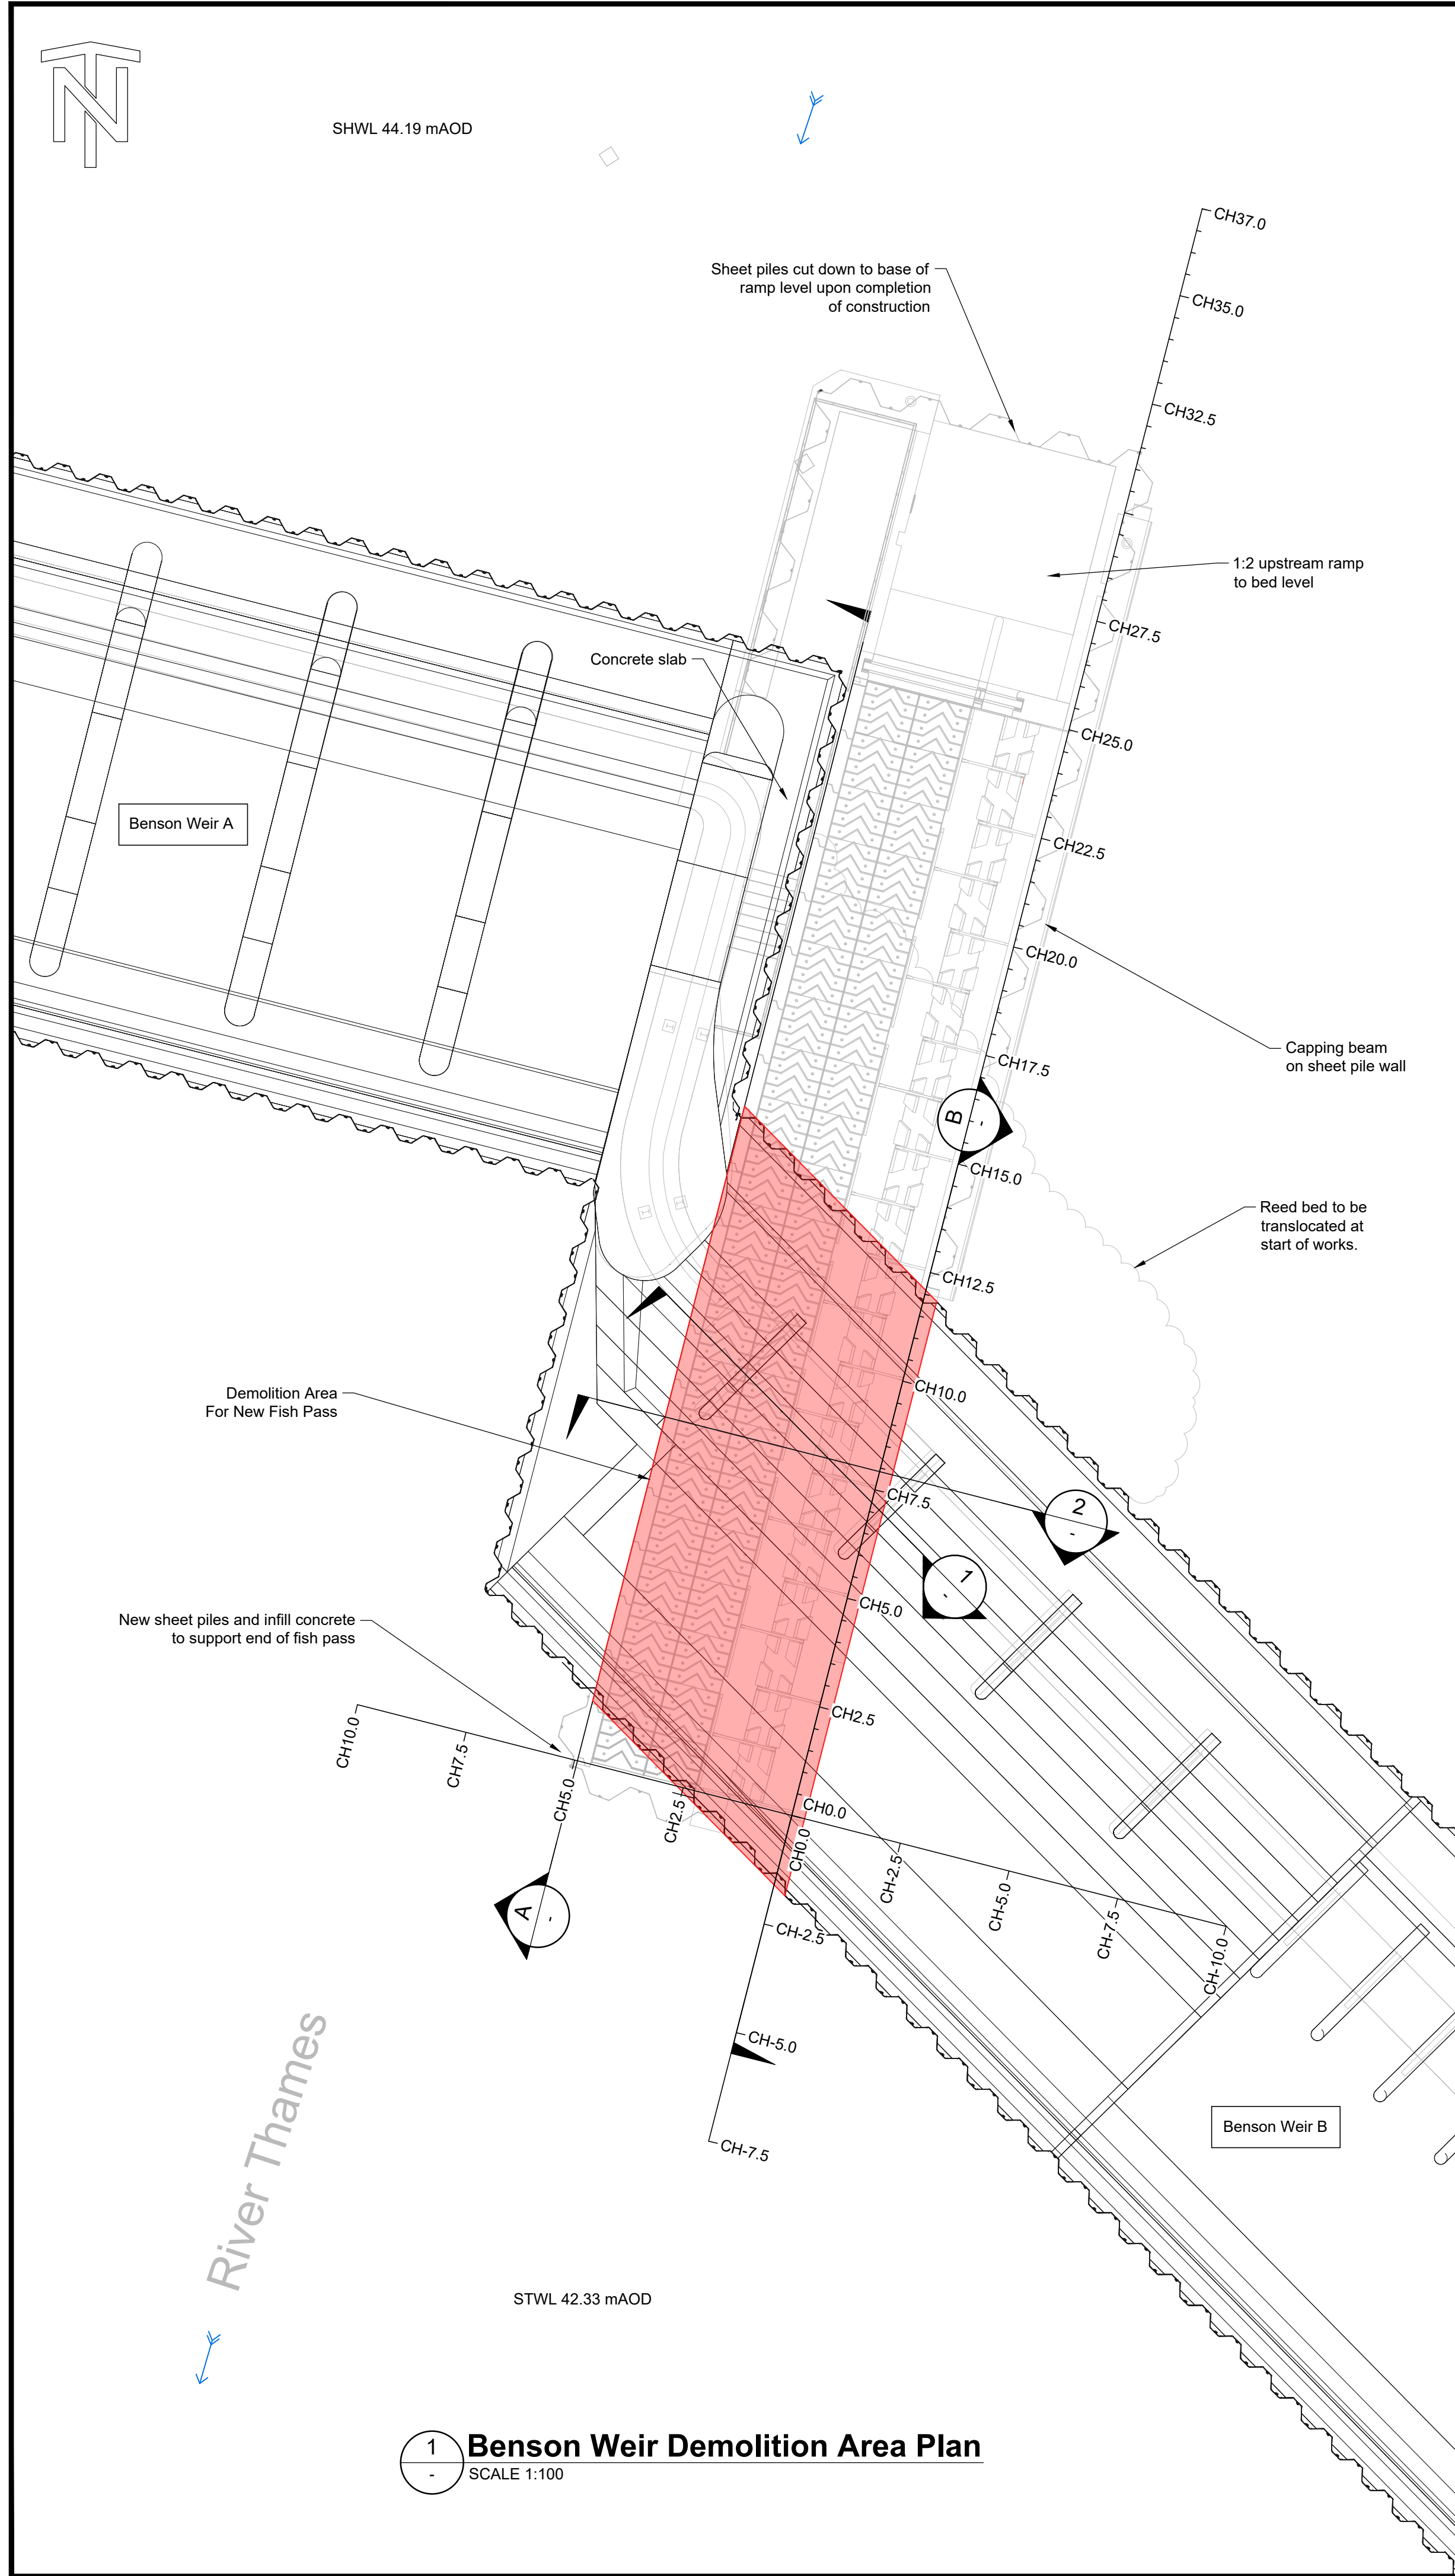 N
SHWL 44.19 mAOD
CH37.0
Sheet piles cut down to base of
ramp level upon completion
of construction
CH35.0
CH32.5
1:2 upstream ramp
to bed level
CH27.5
Concrete slab
CH25.0
Benson Weir A
CH22.5
CH20.0
Capping beam
on sheet pile wall
CH17.5
B
-
CH15.0
Reed bed to be
translocated at
start of works.
CH12.5
Demolition Area
For New Fish Pass
CH10.0
CH7.5
2
-
1
-
CH5.0
New sheet piles and infill concrete
to support end of fish pass
CH2.5
CH10.0
CH7.5
CH5.0
CH2.5
CH0.0
CH0.0
CH-2.5
CH-5.0
CH-7.5
CH-10.0
A
-
CH-2.5
CH-5.0
CH-7.5
River Thames
Benson Weir B
STWL 42.33 mAOD
1
-
Benson Weir Demolition Area Plan
SCALE 1:100